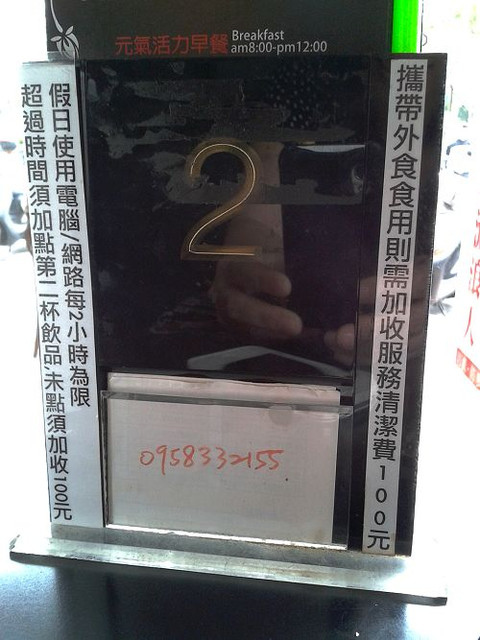 元氣活力早餐 Breakfast
am8:00-pm12:00
攜帶外食食用則需加收服務清潔費100元
2
假日使用電腦/網路每2小時為限
超過時間須加點第二杯飲品,未點須加收100元
0958332155